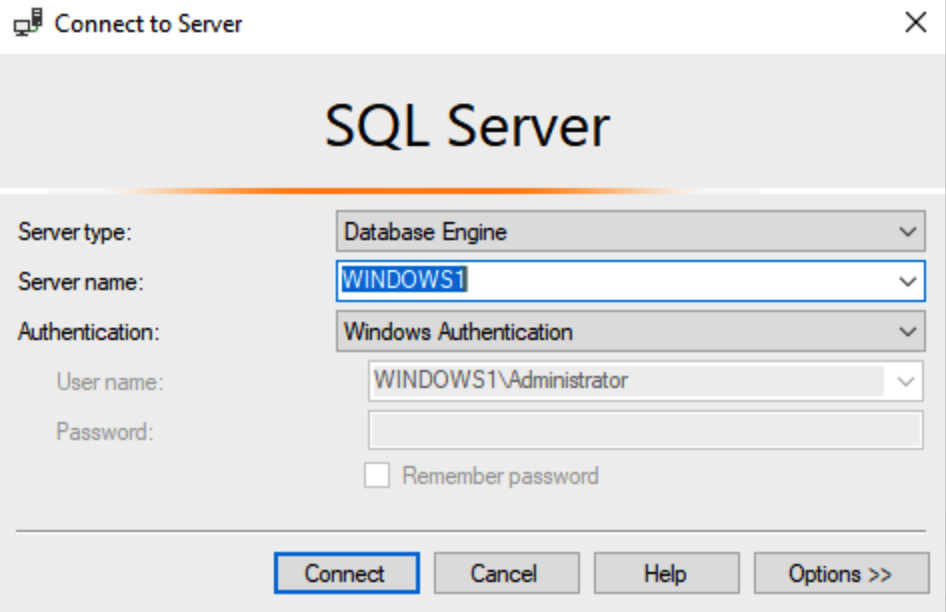 Connect to Server
SQL Server
Server type: Database Engine
Server name: WINDOWS1
Authentication: Windows Authentication
User name: WINDOWS1\Administrator
Password:
Remember password
Connect Cancel Help Options >>